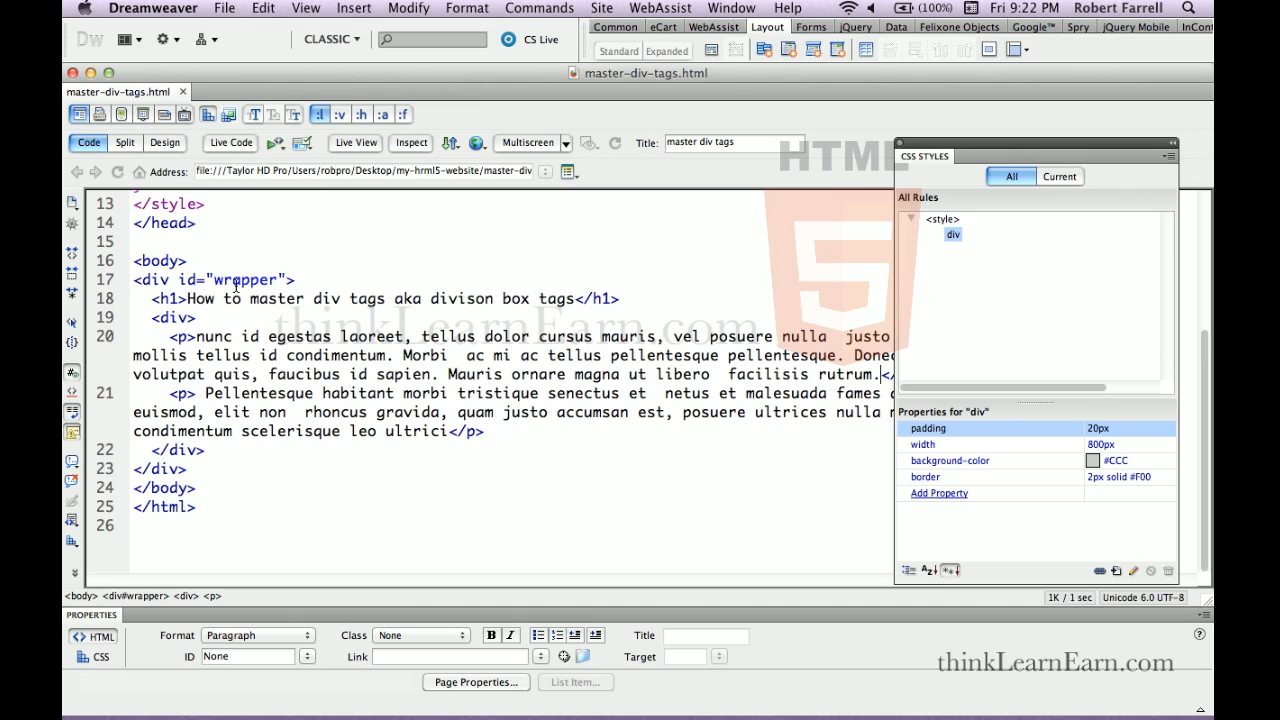 Dreamweaver File Edit View Insert Modify Format Commands Site WebAssist Window Help (100%) Fri 9:22 PM Robert Farrell
Dw CLASSIC CS Live Common eCart WebAssist Layout Forms jQuery Data Felixone Objects Google™ Spry jQuery Mobile InCont
Standard Expanded
master-div-tags.html
master-div-tags.html
:l :v :h :a :f
Code Split Design Live Code Live View Inspect Multiscreen Title: master div tags
HTML
Address: file:///Taylor HD Pro/Users/robpro/Desktop/my-hrml5-website/master-div
CSS STYLES
All Current
All Rules
<style>
div
13 </style>
14 </head>
15
16 <body>
17 <div id="wrapper">
18 <h1>How to master div tags aka divison box tags</h1>
19 <div>
thinkLearnEarn.com
20 <p>nunc id egestas laoreet, tellus dolor cursus mauris, vel posuere nulla justo
mollis tellus id condimentum. Morbi ac mi ac tellus pellentesque pellentesque. Donec
volutpat quis, faucibus id sapien. Mauris ornare magna ut libero facilisis rutrum.</
21 <p> Pellentesque habitant morbi tristique senectus et netus et malesuada fames
euismod, elit non rhoncus gravida, quam justo accumsan est, posuere ultrices nulla
condimentum scelerisque leo ultrici</p>
22 </div>
23 </div>
24 </body>
25 </html>
26
Properties for "div"
padding 20px
width 800px
background-color #CCC
border 2px solid #F00
Add Property
<body> <div#wrapper> <div> <p> 1K / 1 sec Unicode 6.0 UTF-8
PROPERTIES
<> HTML Format Paragraph Class None B I Title
CSS ID None Link Target
thinkLearnEarn.com
Page Properties... List Item...